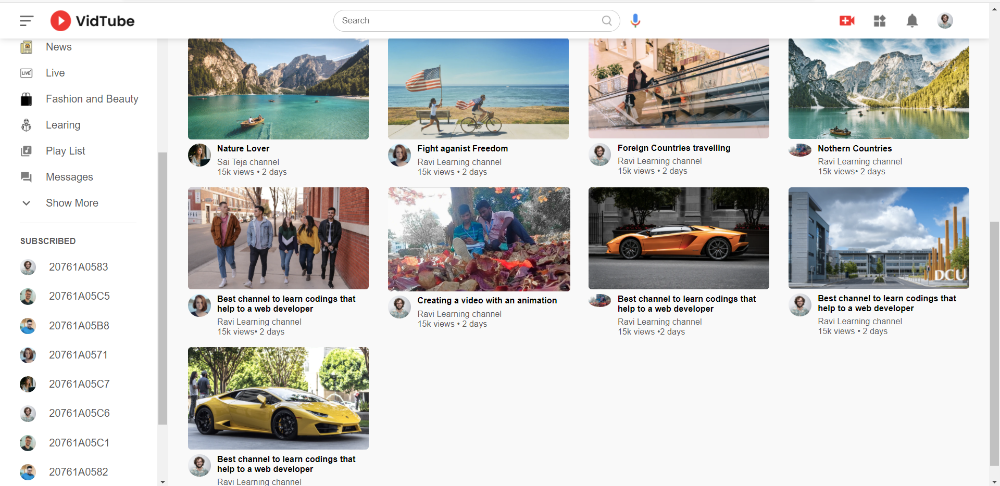 VidTube
Search
News
LIVE
Live
Fashion and Beauty
Learing
Play List
Messages
Show More
SUBSCRIBED
20761A0583
20761A05C5
20761A05B8
20761A0571
20761A05C7
20761A05C6
20761A05C1
20761A0582
Nature Lover
Sai Teja channel
15k views • 2 days
Fight aganist Freedom
Ravi Learning channel
15k views • 2 days
Foreign Countries travelling
Ravi Learning channel
15k views • 2 days
Nothern Countries
Ravi Learning channel
15k views• 2 days
Best channel to learn codings that
help to a web developer
Ravi Learning channel
15k views• 2 days
Creating a video with an animation
Ravi Learning channel
15k views • 2 days
Best channel to learn codings that
help to a web developer
Ravi Learning channel
15k views •2 days
DCU
Best channel to learn codings that
help to a web developer
Ravi Learning channel
15k views • 2 days
Best channel to learn codings that
help to a web developer
Ravi Learning channel